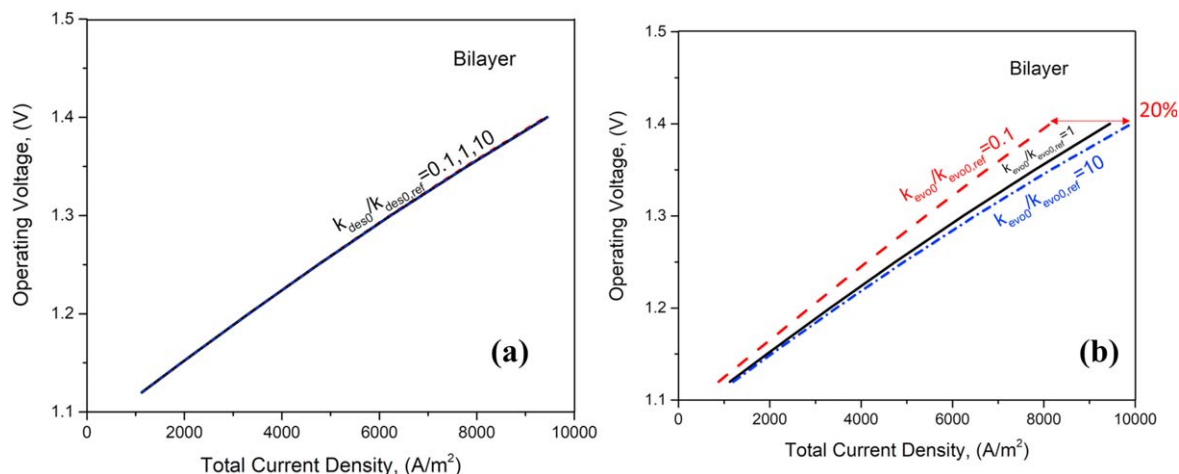 1.5
1.4
1.3
1.2
1.1
Operating Voltage, (V)
Bilayer
k_des0/k_des0,ref=0.1,1,10
(a)
0 2000 4000 6000 8000 10000
Total Current Density, (A/m²)
1.5
1.4
1.3
1.2
1.1
Operating Voltage, (V)
Bilayer
20%
k_evo0/k_evo0,ref=0.1
k_evo0/k_evo0,ref=1
k_evo0/k_evo0,ref=10
(b)
0 2000 4000 6000 8000 10000
Total Current Density, (A/m²)